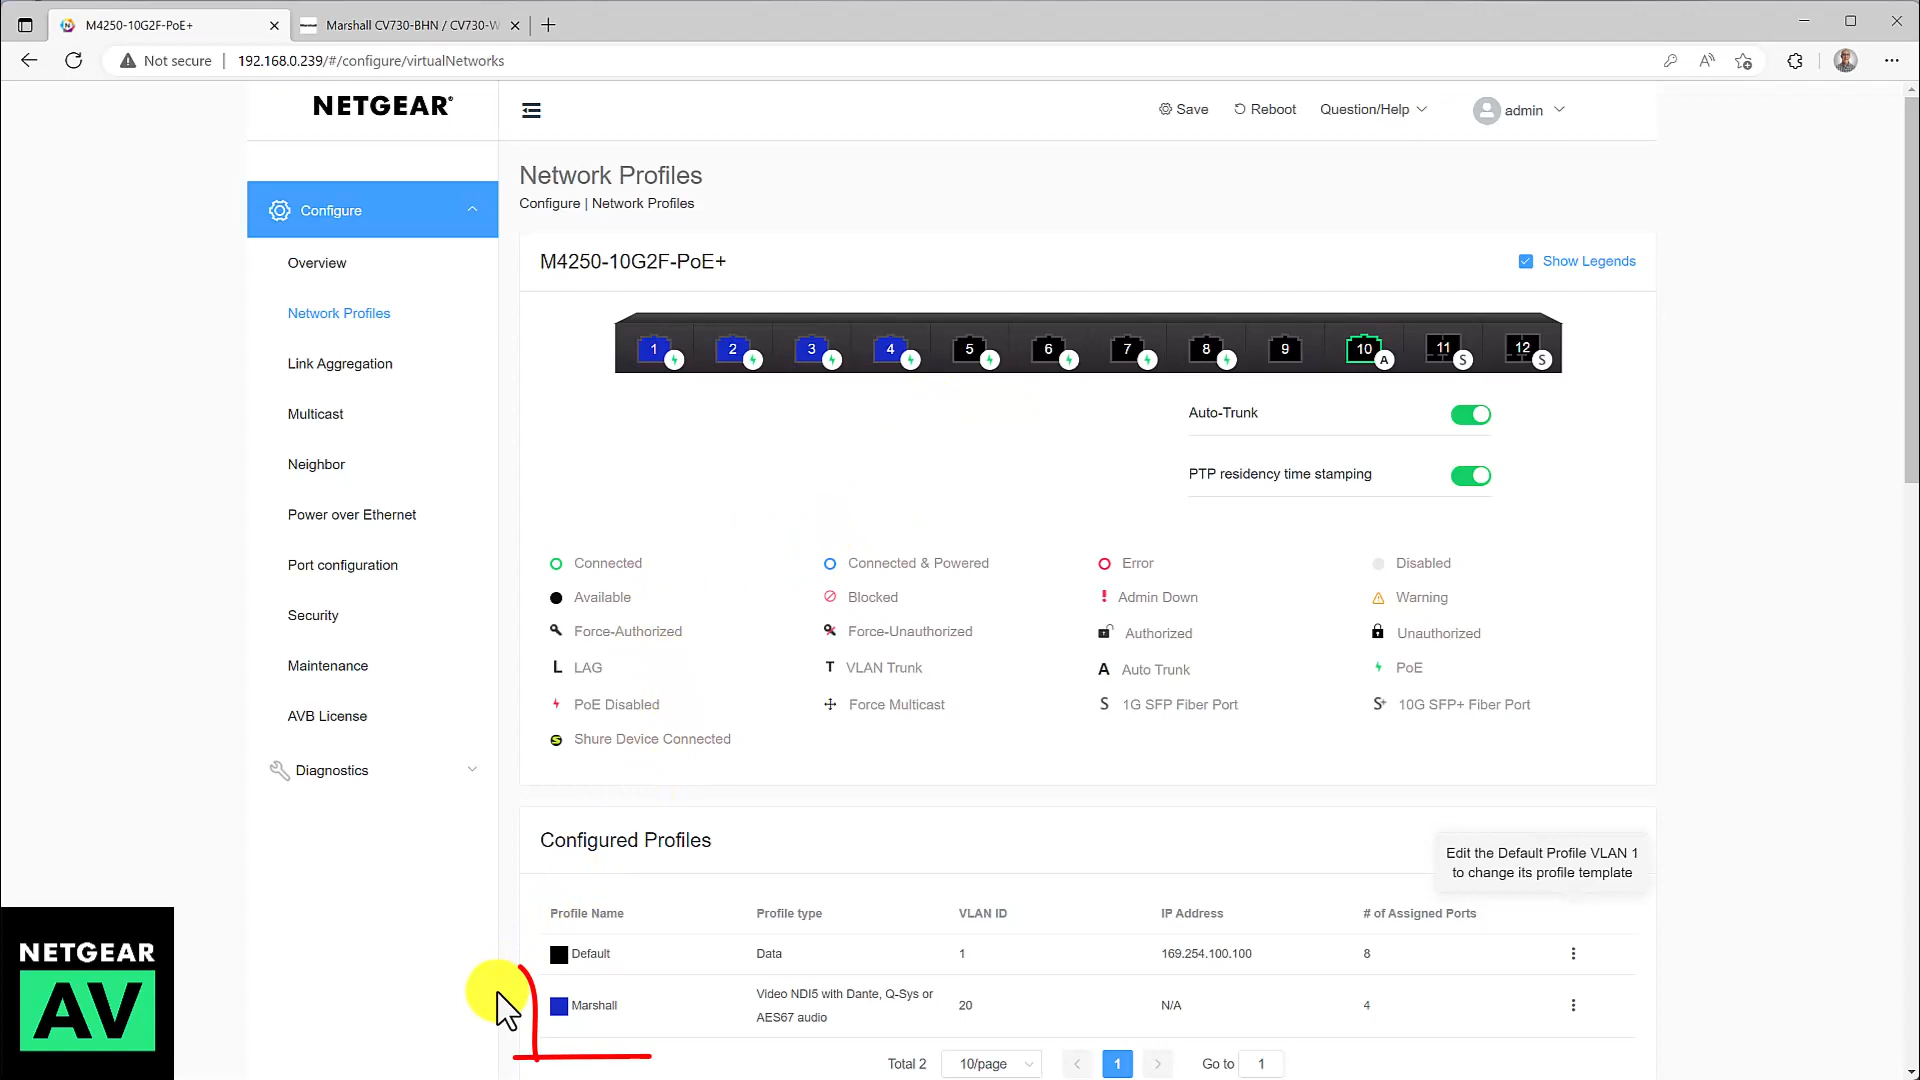 M4250-10G2F-PoE+
Marshall CV730-BHN / CV730-W
Not secure
192.168.0.239/#/configure/virtualNetworks
NETGEAR®
Save
Reboot
Question/Help
admin
Configure
Overview
Network Profiles
Link Aggregation
Multicast
Neighbor
Power over Ethernet
Port configuration
Security
Maintenance
AVB License
Diagnostics
Network Profiles
Configure | Network Profiles
M4250-10G2F-PoE+
Show Legends
1 2 3 4 5 6 7 8 9 10 11 12
A S S
Auto-Trunk
PTP residency time stamping
Connected
Connected & Powered
Error
Disabled
Available
Blocked
! Admin Down
Warning
Force-Authorized
Force-Unauthorized
Authorized
Unauthorized
L LAG
T VLAN Trunk
A Auto Trunk
PoE
PoE Disabled
Force Multicast
S 1G SFP Fiber Port
S+ 10G SFP+ Fiber Port
S Shure Device Connected
Configured Profiles
Edit the Default Profile VLAN 1
to change its profile template
Profile Name Profile type VLAN ID IP Address # of Assigned Ports
Default Data 1 169.254.100.100 8
Marshall Video NDI5 with Dante, Q-Sys or
AES67 audio 20 N/A 4
Total 2 10/page 1 Go to 1
NETGEAR
AV